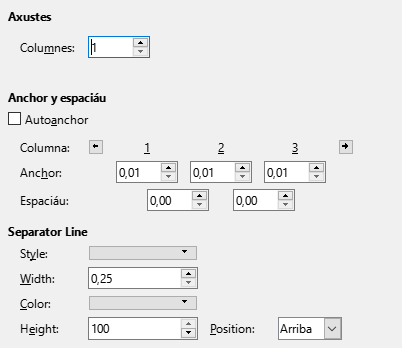 Axustes
Columnes: 1
Anchor y espaciáu
Autoanchor
Columna: 1 2 3
Anchor: 0,01 0,01 0,01
Espaciáu: 0,00 0,00
Separator Line
Style:
Width: 0,25
Color:
Height: 100 Position: Arriba